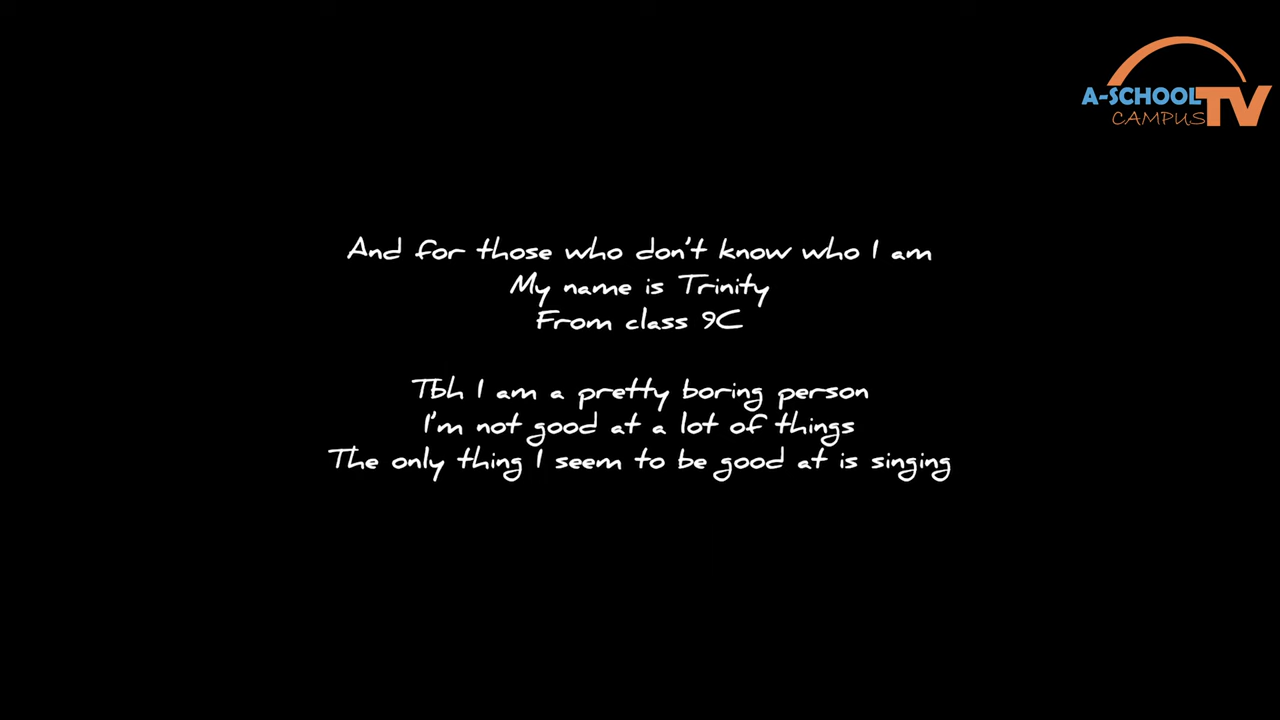 A-SCHOOL TV
CAMPUS
And for those who don't know who I am
My name is Trinity
From class 9C
Tbh I am a pretty boring person
I'm not good at a lot of things
The only thing I seem to be good at is singing